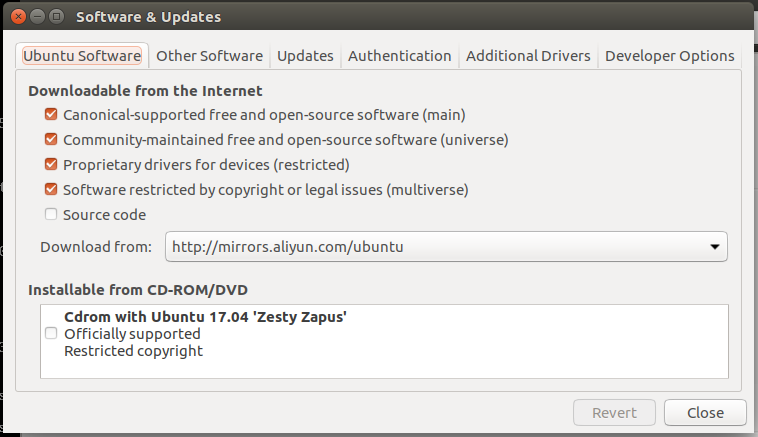 Software & Updates
Ubuntu Software Other Software Updates Authentication Additional Drivers Developer Options
Downloadable from the Internet
Canonical-supported free and open-source software (main)
Community-maintained free and open-source software (universe)
Proprietary drivers for devices (restricted)
Software restricted by copyright or legal issues (multiverse)
Source code
Download from: http://mirrors.aliyun.com/ubuntu
Installable from CD-ROM/DVD
Cdrom with Ubuntu 17.04 'Zesty Zapus'
Officially supported
Restricted copyright
Revert Close